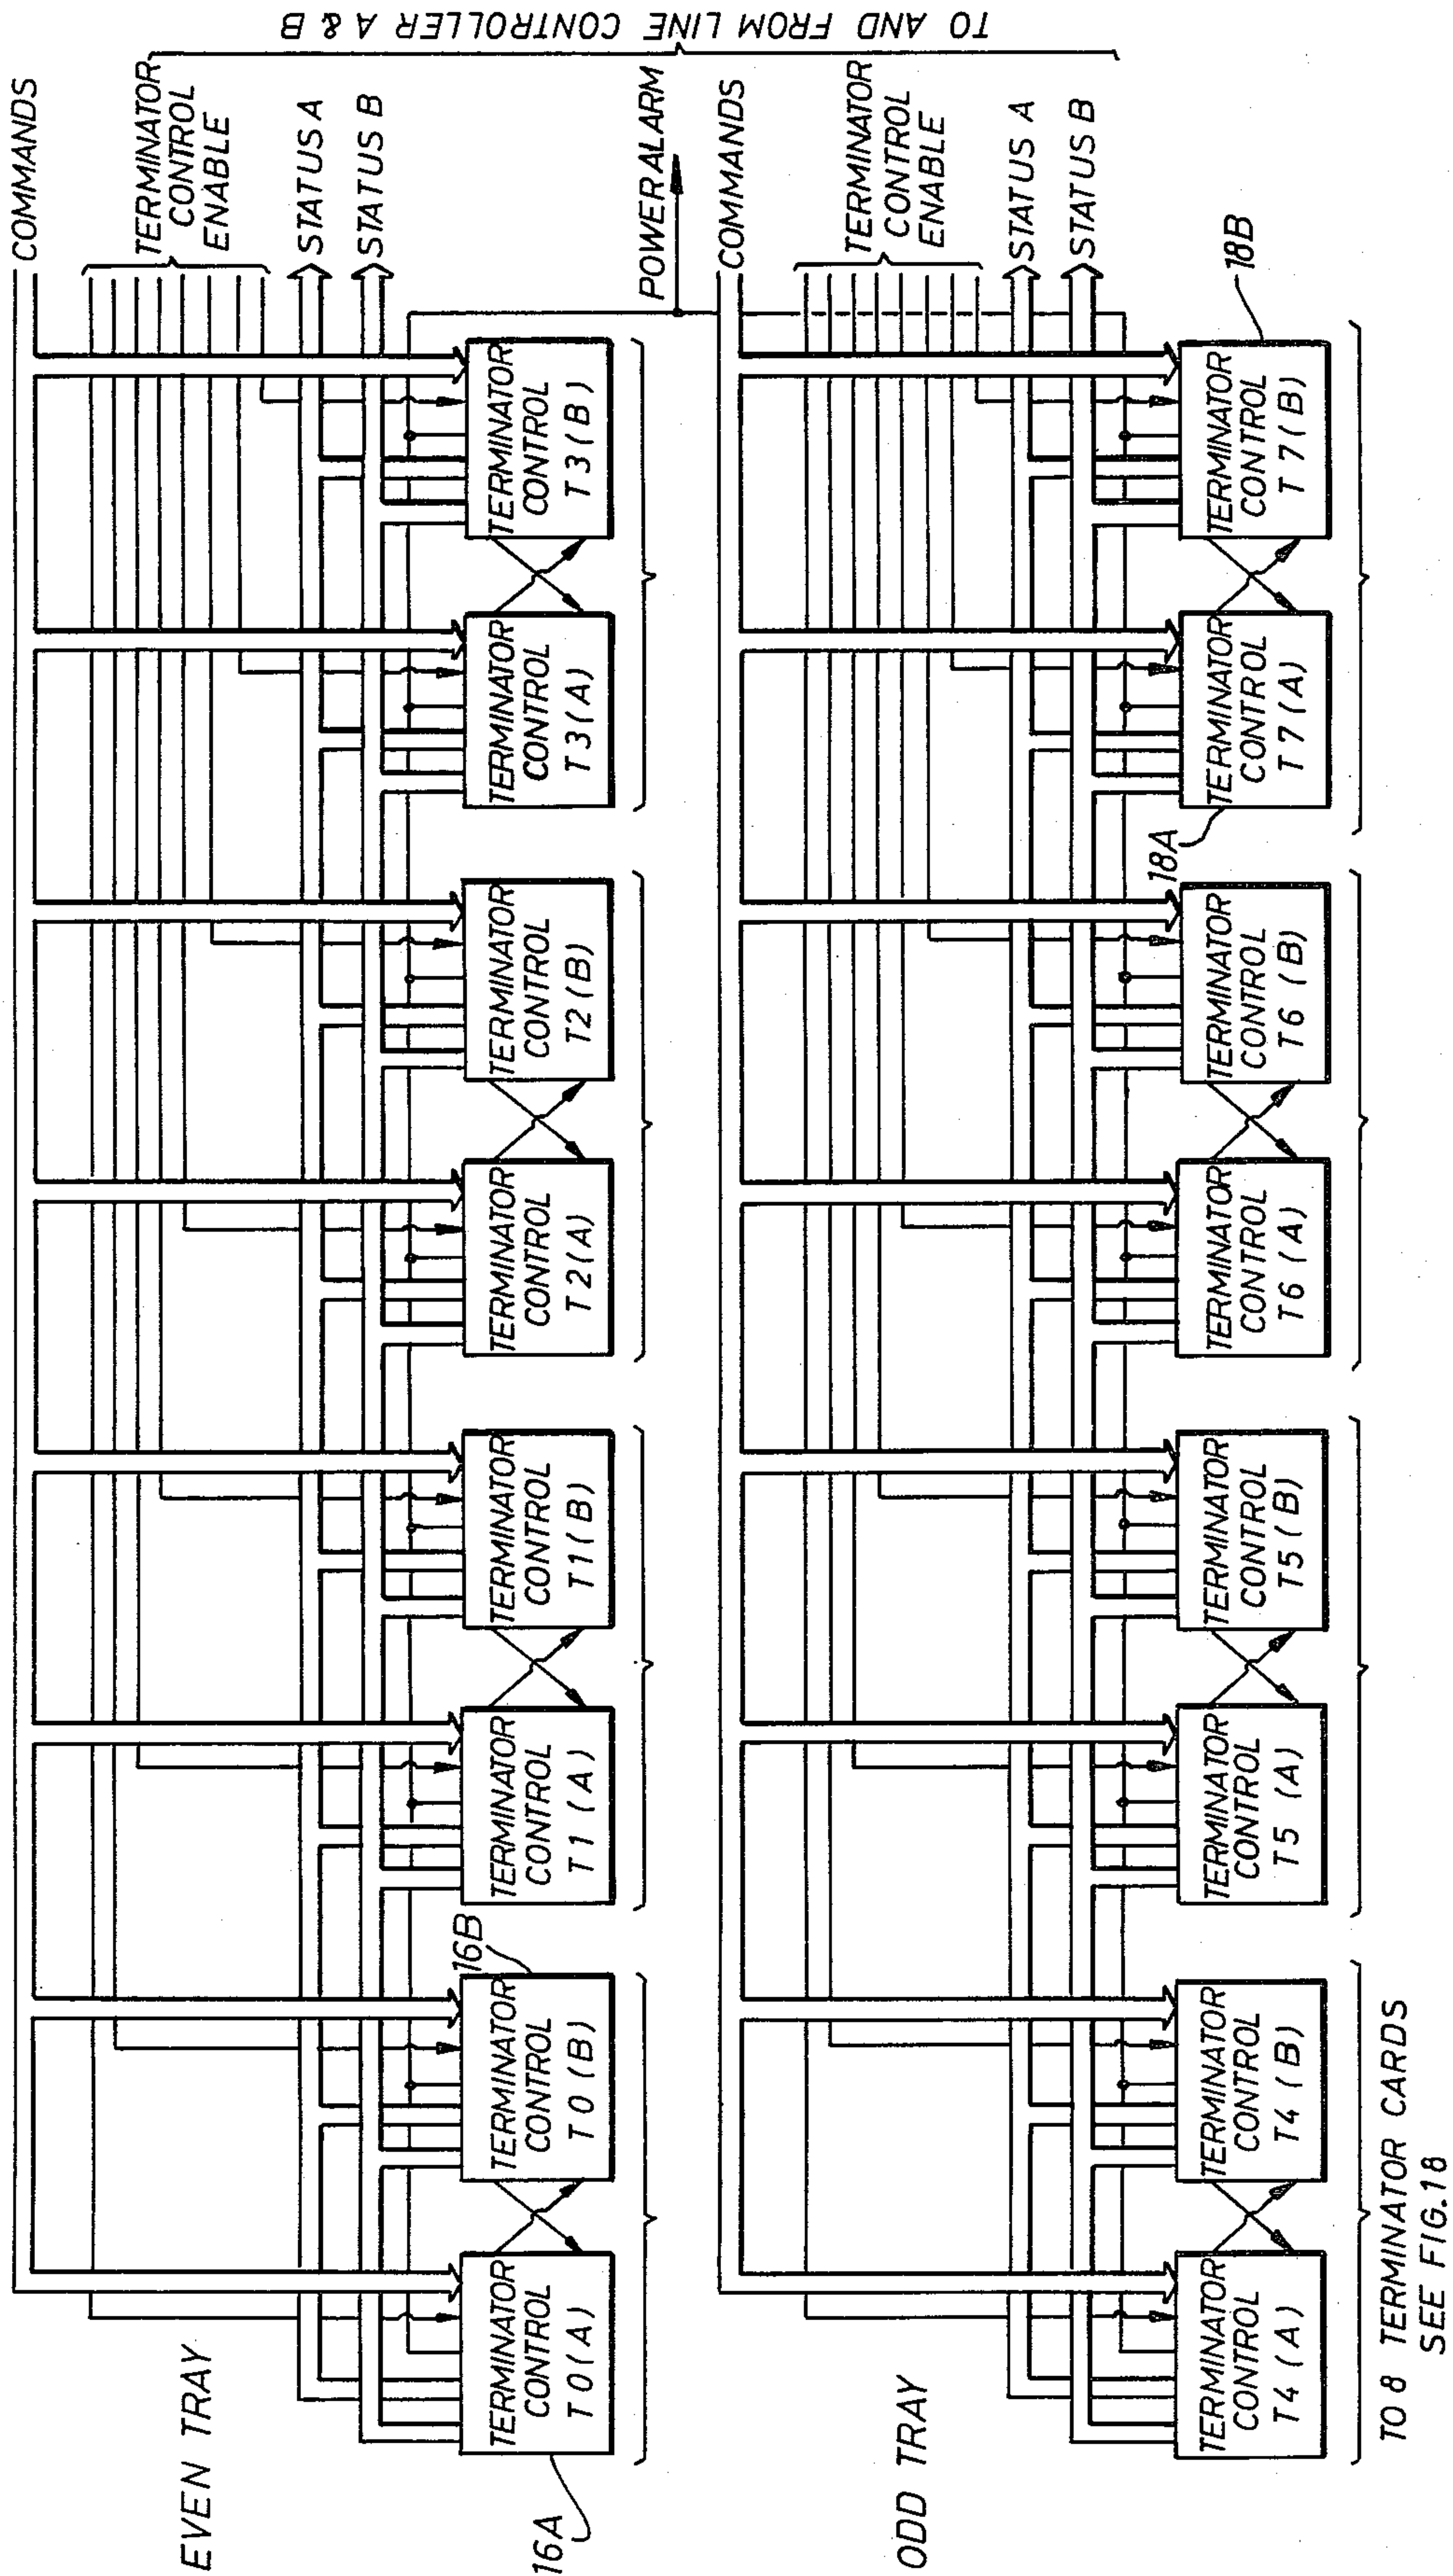 EVEN TRAY
COMMANDS
TERMINATOR
CONTROL
ENABLE
STATUS A
STATUS B
16A
TERMINATOR
CONTROL
T0(A)
16B
TERMINATOR
CONTROL
T0(B)
TERMINATOR
CONTROL
T1(A)
TERMINATOR
CONTROL
T1(B)
TERMINATOR
CONTROL
T2(A)
TERMINATOR
CONTROL
T2(B)
TERMINATOR
CONTROL
T3(A)
TERMINATOR
CONTROL
T3(B)
POWER ALARM
TO AND FROM LINE CONTROLLER A & B
ODD TRAY
COMMANDS
TERMINATOR
CONTROL
ENABLE
STATUS A
STATUS B
TERMINATOR
CONTROL
T4(A)
TERMINATOR
CONTROL
T4(B)
TERMINATOR
CONTROL
T5(A)
TERMINATOR
CONTROL
T5(B)
TERMINATOR
CONTROL
T6(A)
TERMINATOR
CONTROL
T6(B)
18A
TERMINATOR
CONTROL
T7(A)
18B
TERMINATOR
CONTROL
T7(B)
TO 8 TERMINATOR CARDS
SEE FIG.18